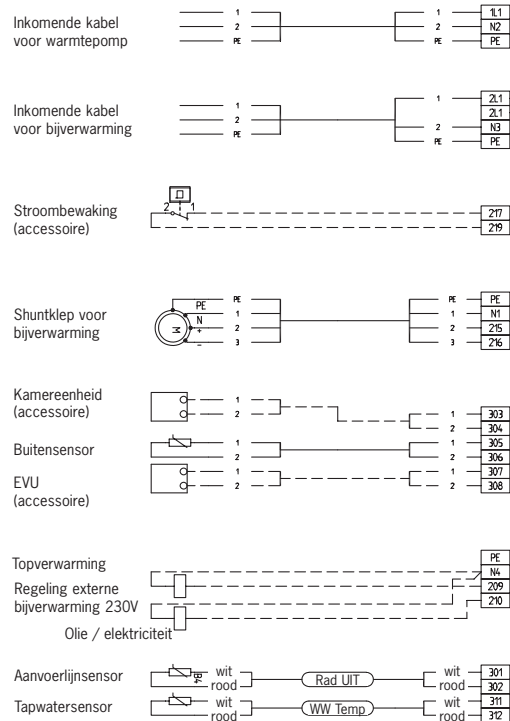 Inkomende kabel
voor warmtepomp
1 1 1L1
2 2 N2
PE PE PE
Inkomende kabel
voor bijverwarming
1 1 2L1
2 2L1
PE 2 N3
PE PE
Stroombewaking
(accessoire)
2 1
217
219
Shuntklep voor
bijverwarming
M
PE PE PE PE
N 1 1 N1
+ 2 2 215
– 3 3 216
Kamereenheid
(accessoire)
1 1 303
2 2 304
Buitensensor
1 1 305
2 2 306
EVU
(accessoire)
1 1 307
2 2 308
Topverwarming
PE
N4
Regeling externe
bijverwarming 230V
209
210
Olie / elektriciteit
Aanvoerlijnsensor
B4 wit Rad UIT wit 301
rood rood 302
Tapwatersensor
wit WW Temp wit 311
rood rood 312